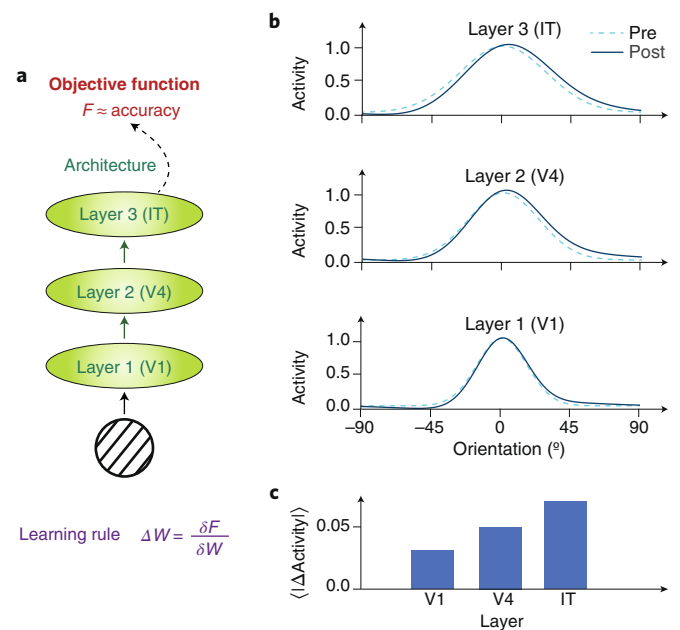 a
Objective function
F ≈ accuracy
Architecture
Layer 3 (IT)
Layer 2 (V4)
Layer 1 (V1)
Learning rule ΔW = δF / δW
b
Layer 3 (IT)
Pre
Post
Activity
1.0
0.5
0.0
Layer 2 (V4)
Activity
1.0
0.5
0.0
Layer 1 (V1)
Activity
1.0
0.5
0.0
–90 –45 0 45 90
Orientation (º)
c
⟨|ΔActivity|⟩
0.05
0.0
V1 V4 IT
Layer